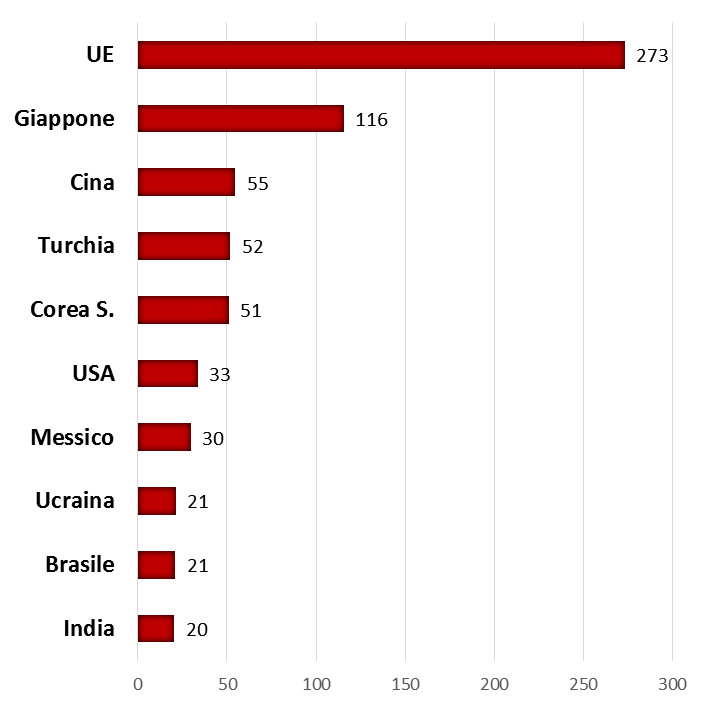 UE 273
Giappone 116
Cina 55
Turchia 52
Corea S. 51
USA 33
Messico 30
Ucraina 21
Brasile 21
India 20
0 50 100 150 200 250 300